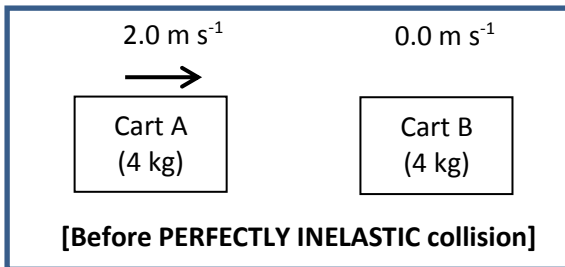 2.0 m s⁻¹ 0.0 m s⁻¹
Cart A Cart B
(4 kg) (4 kg)
[Before PERFECTLY INELASTIC collision]